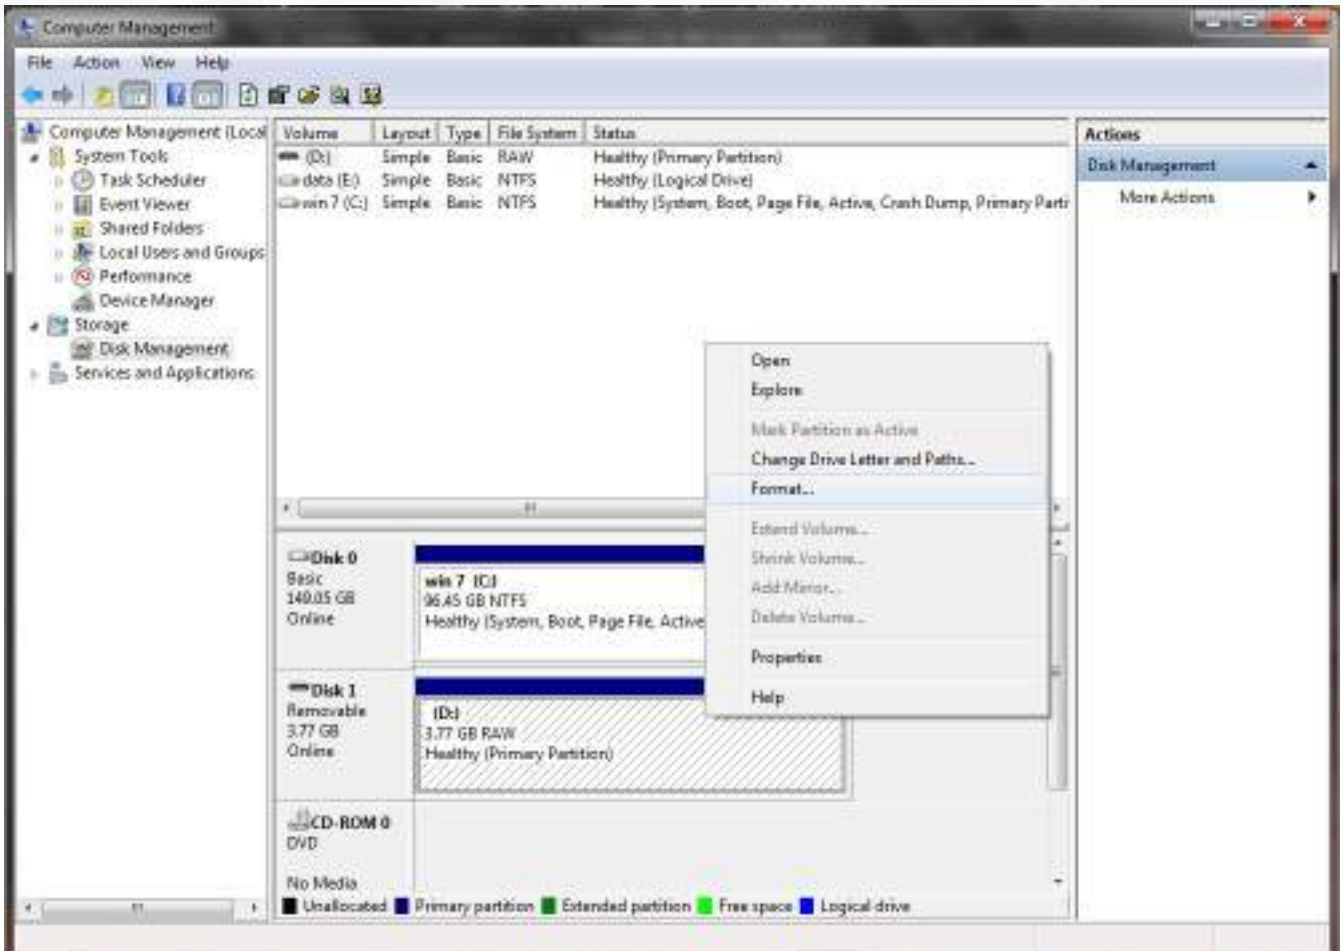 Computer Management
File Action View Help
Computer Management (Local
System Tools
Task Scheduler
Event Viewer
Shared Folders
Local Users and Groups
Performance
Device Manager
Storage
Disk Management
Services and Applications
Volume Layout Type File System Status
(D:) Simple Basic RAW Healthy (Primary Partition)
data (E:) Simple Basic NTFS Healthy (Logical Drive)
win 7 (C:) Simple Basic NTFS Healthy (System, Boot, Page File, Active, Crash Dump, Primary Parti
Actions
Disk Management
More Actions
Open
Explore
Mark Partition as Active
Change Drive Letter and Paths...
Format...
Extend Volume...
Shrink Volume...
Add Mirror...
Delete Volume...
Properties
Help
Disk 0
Basic
149.05 GB
Online
win 7 (C:)
96.45 GB NTFS
Healthy (System, Boot, Page File, Active
Disk 1
Removable
3.77 GB
Online
(D:)
3.77 GB RAW
Healthy (Primary Partition)
CD-ROM 0
DVD
No Media
Unallocated Primary partition Extended partition Free space Logical drive